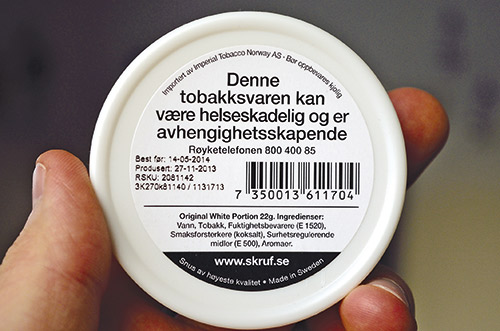 Importert av Imperial Tobacco Norway AS - Bør oppbevares kjølig
Denne
tobakksvaren kan
være helseskadelig og er
avhengighetsskapende
Røyketelefonen 800 400 85
Best før: 14-05-2014
Produsert: 27-11-2013
RSKU: 2081142
3K270k81140 / 1131713
7 350013 611704
Original White Portion 22g. Ingredienser:
Vann, Tobakk, Fuktighetsbevarere (E 1520),
Smaksforsterkere (koksalt), Surhetsregulerende
midlor (E 500), Aromaor.
www.skruf.se
Snus av høyeste kvalitet • Made in Sweden